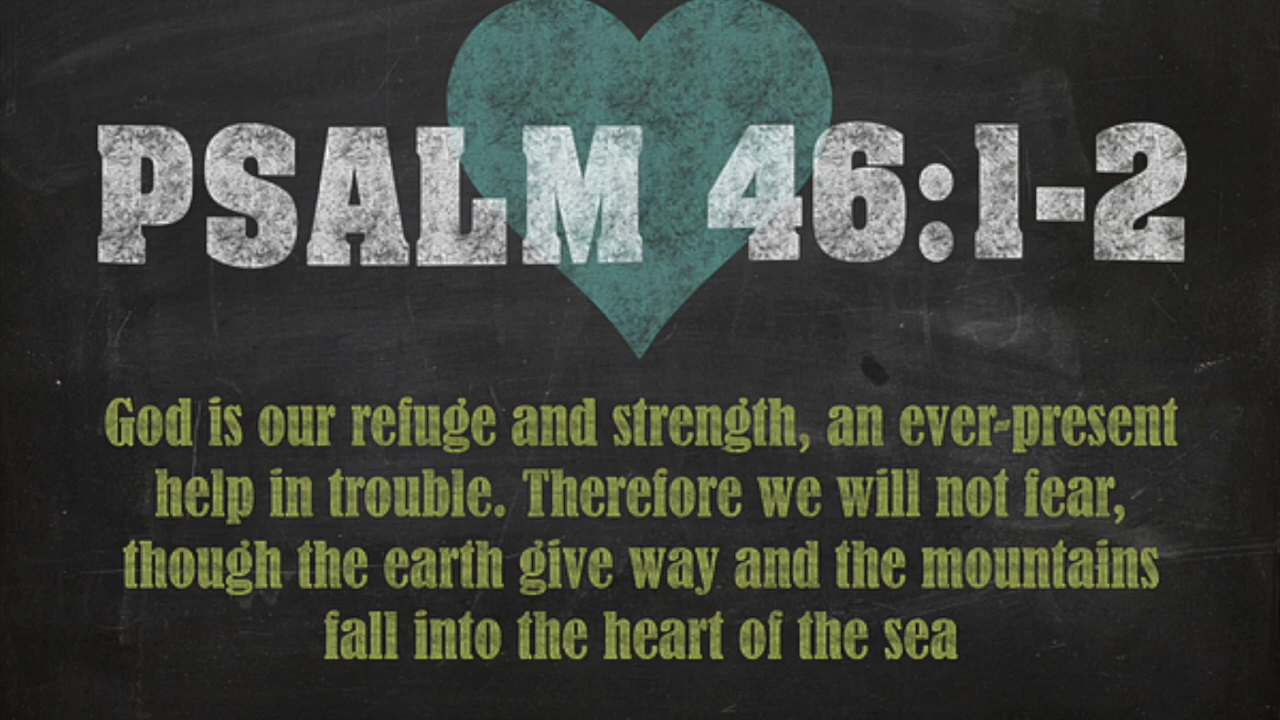 PSALM 46:1-2
God is our refuge and strength, an ever-present
help in trouble. Therefore we will not fear,
though the earth give way and the mountains
fall into the heart of the sea